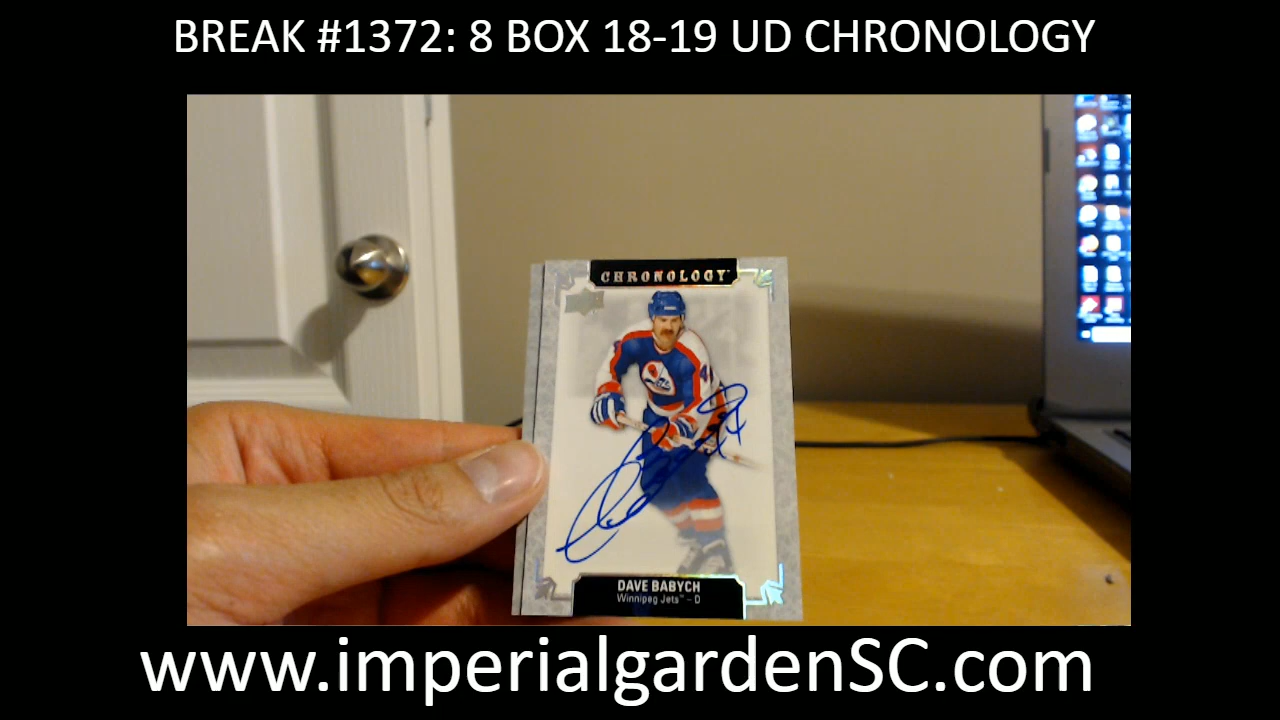 BREAK #1372: 8 BOX 18-19 UD CHRONOLOGY
CHRONOLOGY
DAVE BABYCH
Winnipeg Jets™ - D
www.imperialgardenSC.com